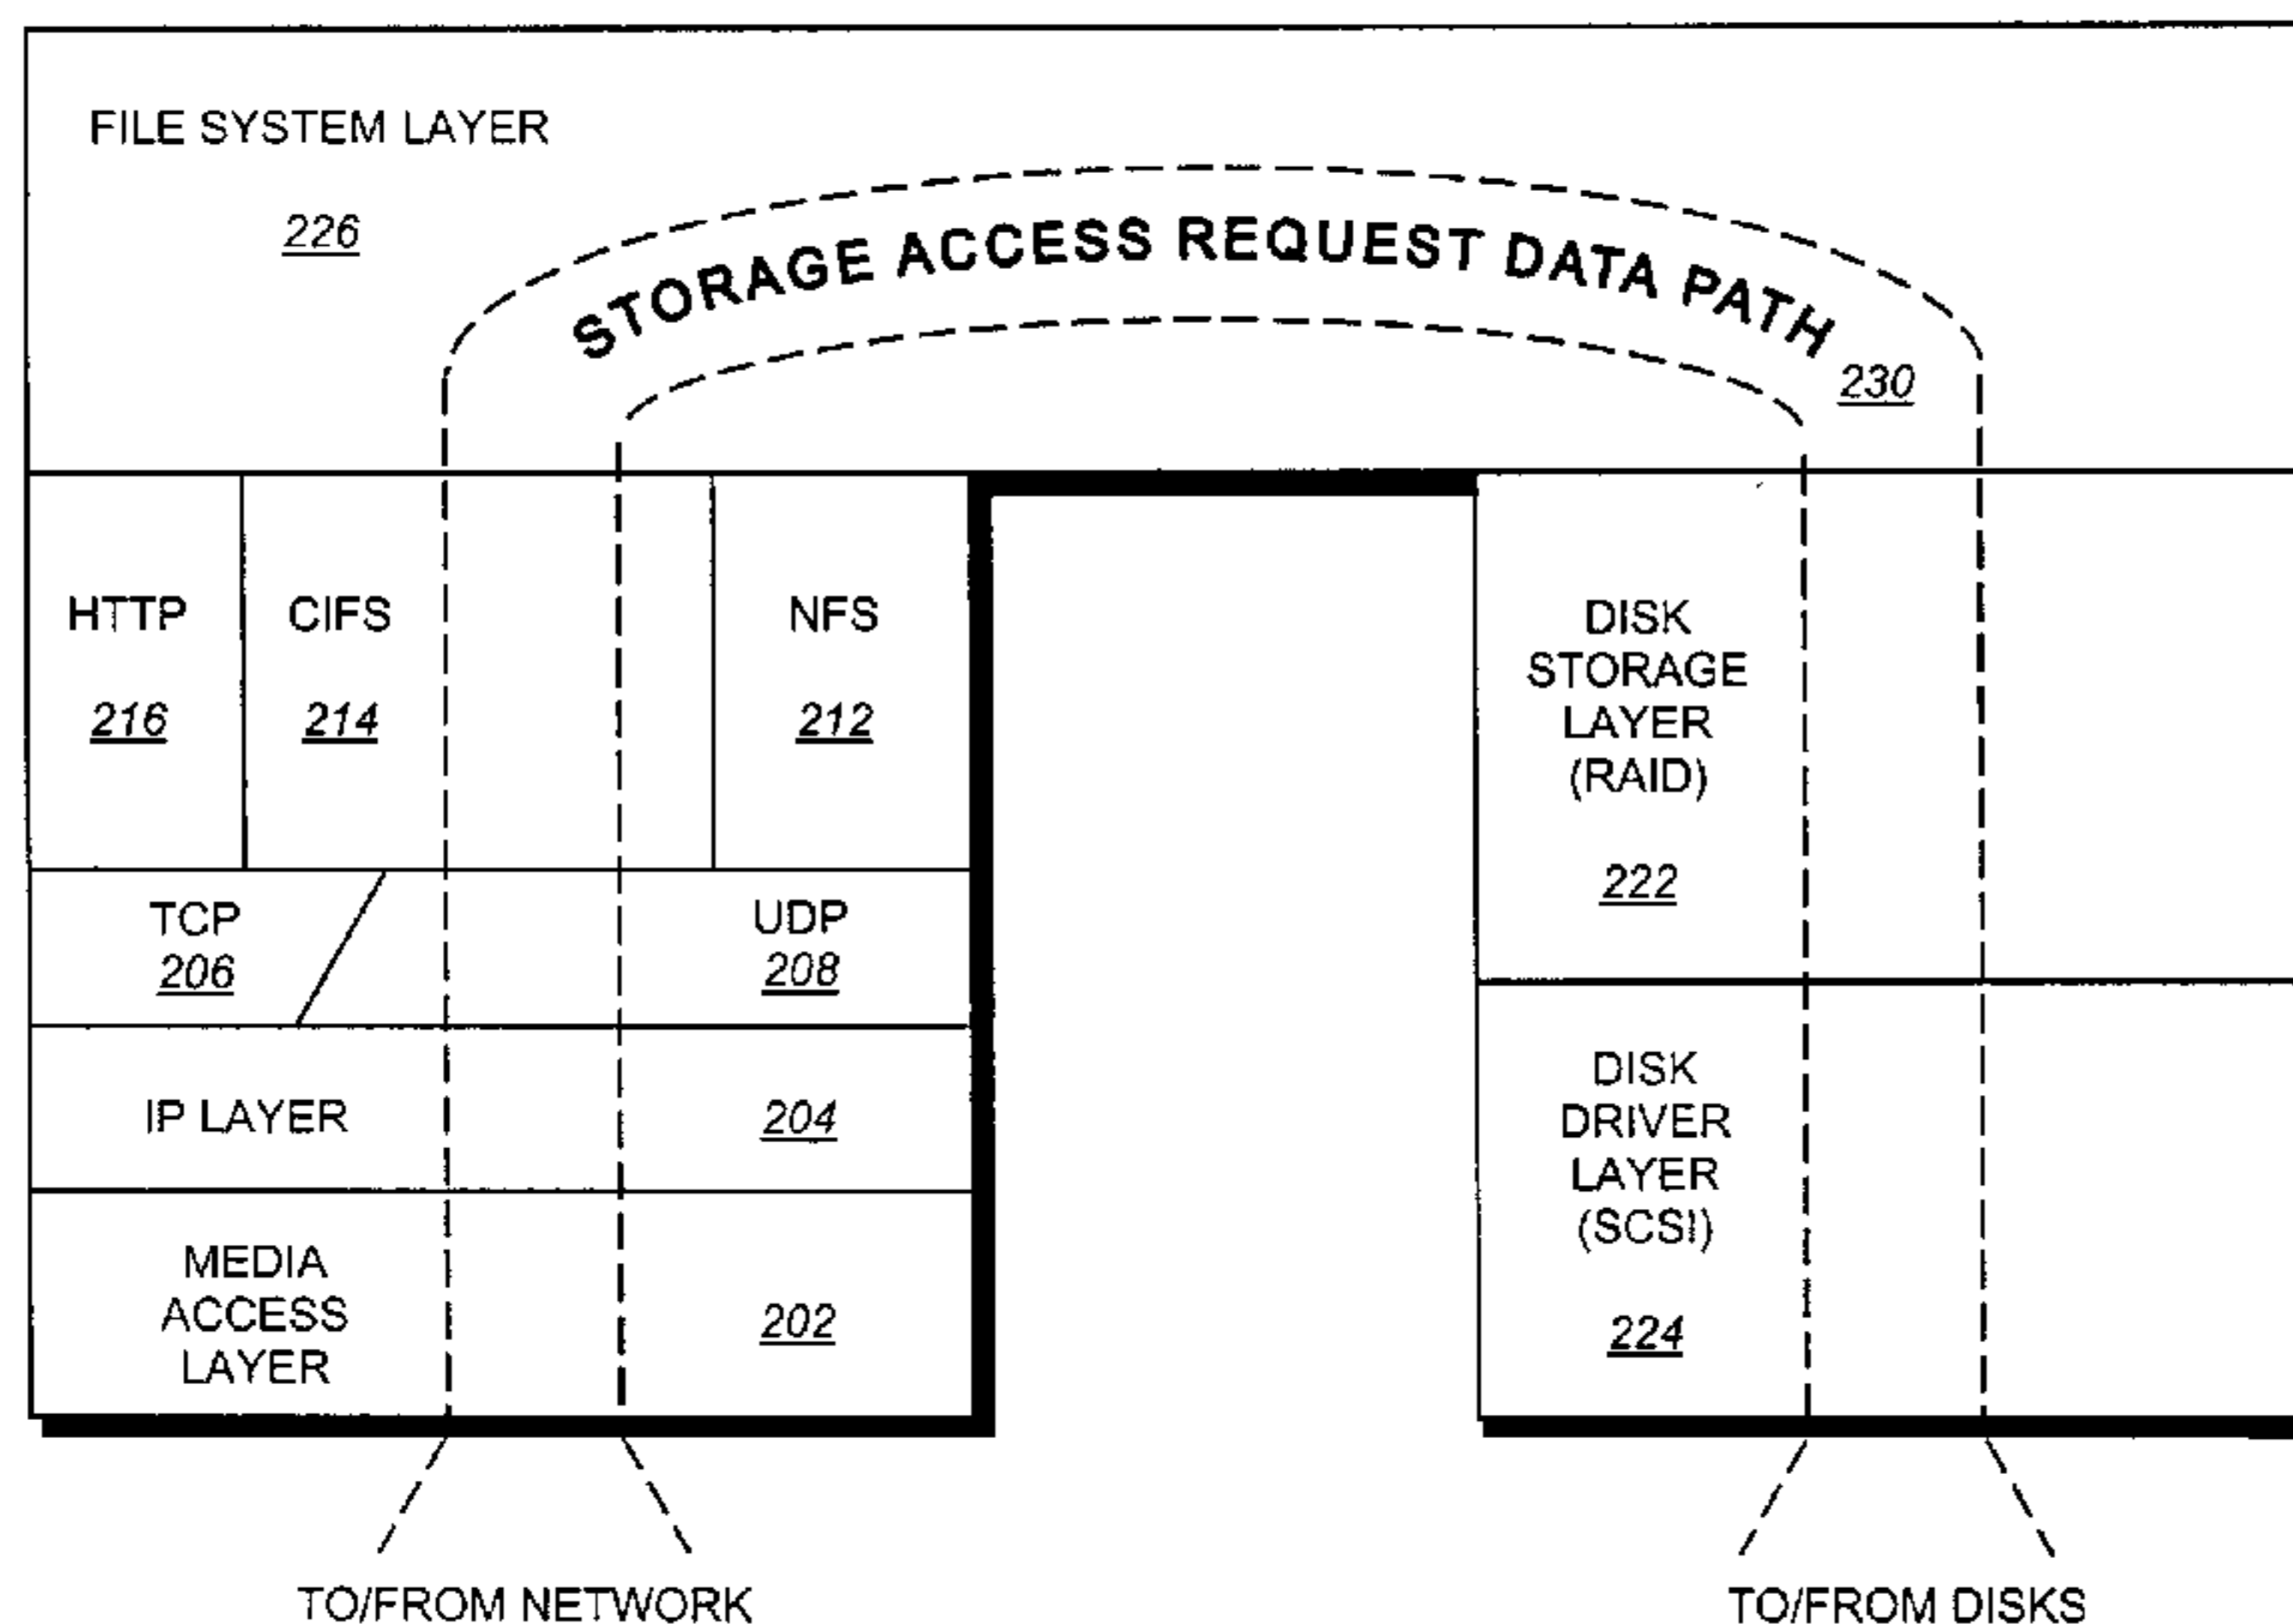 FILE SYSTEM LAYER
226
STORAGE ACCESS REQUEST DATA PATH
230
HTTP
216
CIFS
214
NFS
212
TCP
206
UDP
208
IP LAYER
204
MEDIA
ACCESS
LAYER
202
TO/FROM NETWORK
DISK
STORAGE
LAYER
(RAID)
222
DISK
DRIVER
LAYER
(SCSI)
224
TO/FROM DISKS